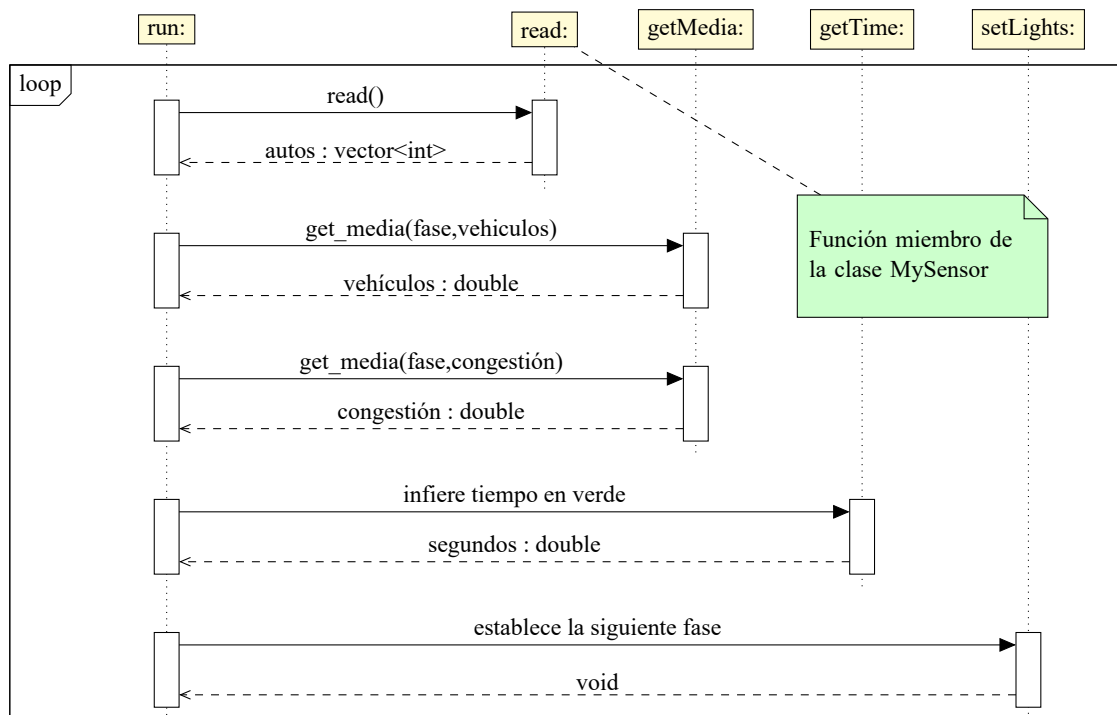 run:
read:
getMedia:
getTime:
setLights:
loop
read()
autos : vector<int>
get_media(fase,vehiculos)
Función miembro de
la clase MySensor
vehículos : double
get_media(fase,congestión)
congestión : double
infiere tiempo en verde
segundos : double
establece la siguiente fase
void